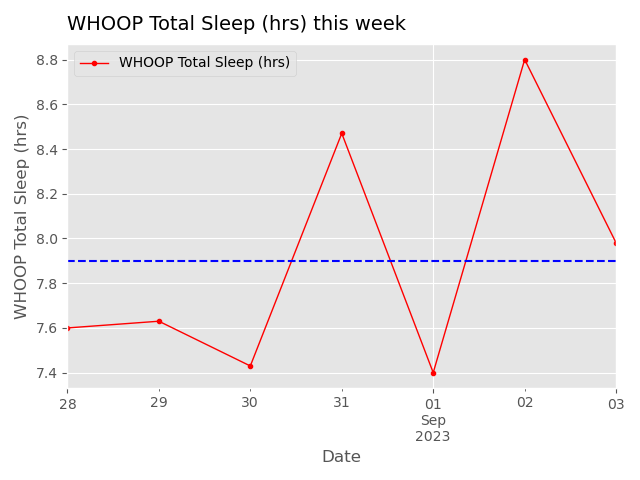 WHOOP Total Sleep (hrs) this week
WHOOP Total Sleep (hrs)
WHOOP Total Sleep (hrs)
8.8
8.6
8.4
8.2
8.0
7.8
7.6
7.4
28 29 30 31 01 02 03
Sep
2023
Date